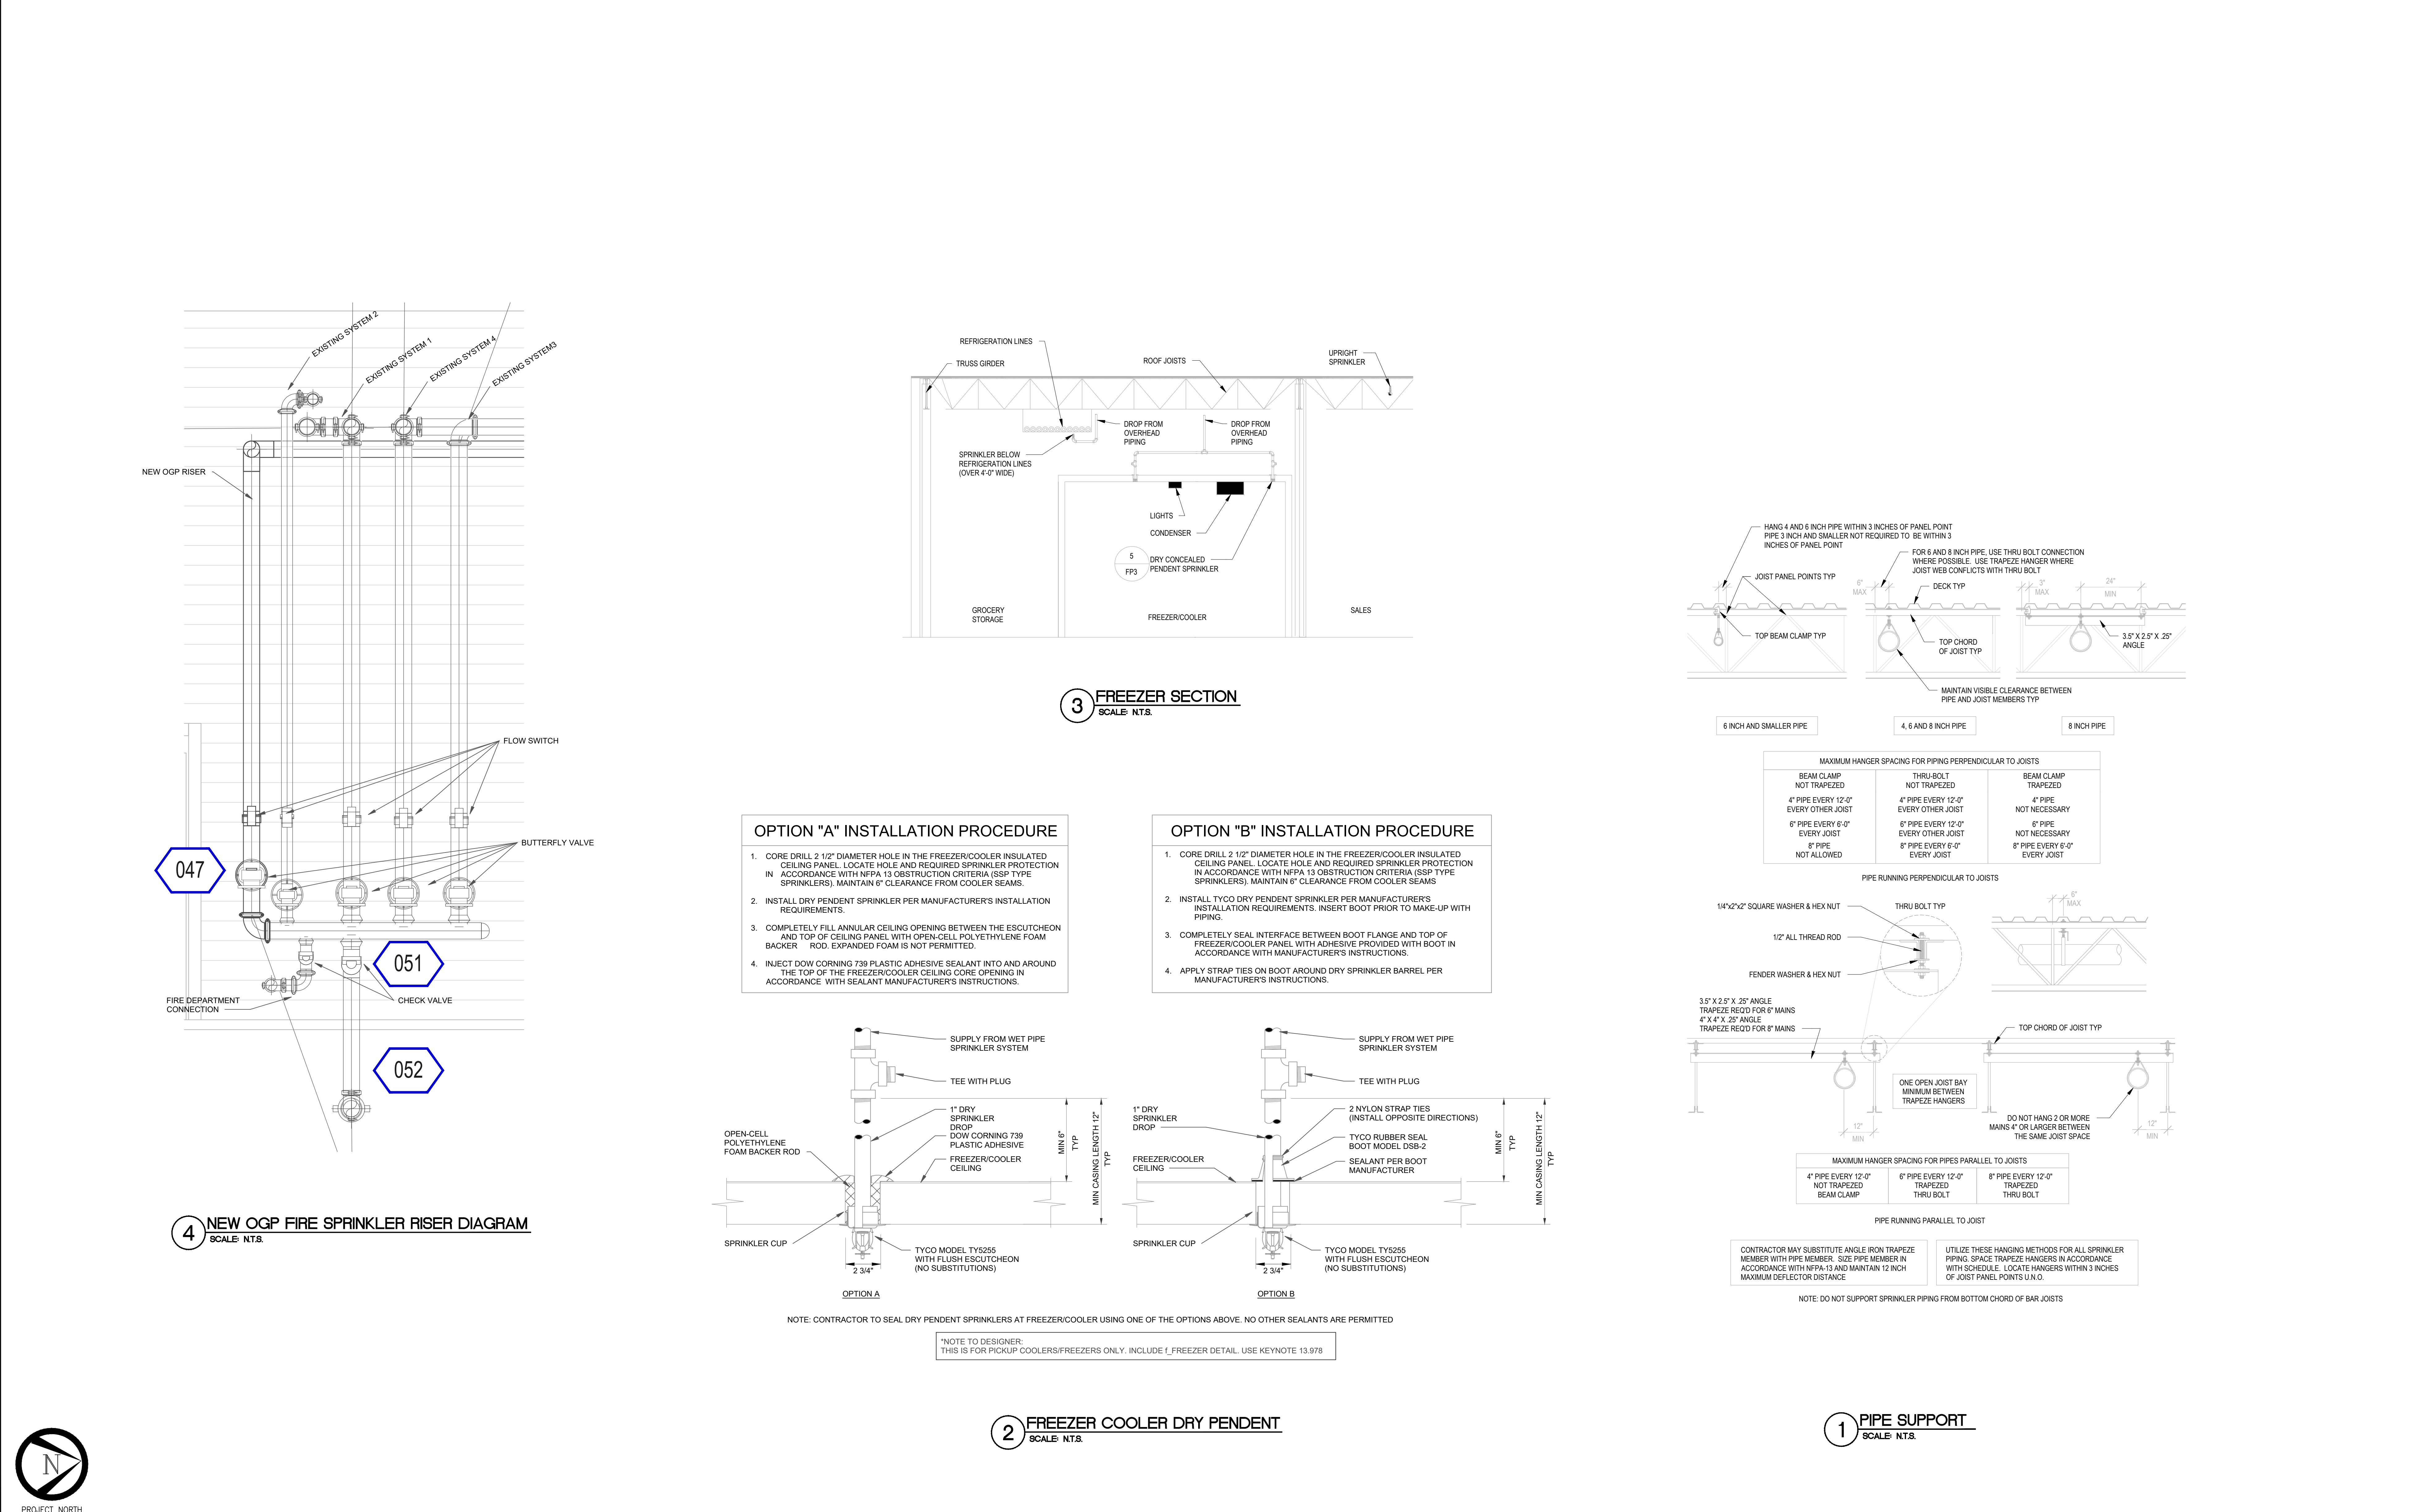 EXISTING SYSTEM 2
EXISTING SYSTEM 1
EXISTING SYSTEM 4
EXISTING SYSTEM3
NEW OGP RISER
FLOW SWITCH
BUTTERFLY VALVE
047
051
FIRE DEPARTMENT
CONNECTION
CHECK VALVE
052
4
NEW OGP FIRE SPRINKLER RISER DIAGRAM
SCALE: N.T.S.
N
PROJECT NORTH
REFRIGERATION LINES
TRUSS GIRDER
ROOF JOISTS
UPRIGHT
SPRINKLER
DROP FROM
OVERHEAD
PIPING
DROP FROM
OVERHEAD
PIPING
SPRINKLER BELOW
REFRIGERATION LINES
(OVER 4'-0" WIDE)
LIGHTS
CONDENSER
5
FP3
DRY CONCEALED
PENDENT SPRINKLER
GROCERY
STORAGE
FREEZER/COOLER
SALES
3
FREEZER SECTION
SCALE: N.T.S.
OPTION "A" INSTALLATION PROCEDURE
1. CORE DRILL 2 1/2" DIAMETER HOLE IN THE FREEZER/COOLER INSULATED
CEILING PANEL. LOCATE HOLE AND REQUIRED SPRINKLER PROTECTION
IN ACCORDANCE WITH NFPA 13 OBSTRUCTION CRITERIA (SSP TYPE
SPRINKLERS). MAINTAIN 6" CLEARANCE FROM COOLER SEAMS.
2. INSTALL DRY PENDENT SPRINKLER PER MANUFACTURER'S INSTALLATION
REQUIREMENTS.
3. COMPLETELY FILL ANNULAR CEILING OPENING BETWEEN THE ESCUTCHEON
AND TOP OF CEILING PANEL WITH OPEN-CELL POLYETHYLENE FOAM
BACKER ROD. EXPANDED FOAM IS NOT PERMITTED.
4. INJECT DOW CORNING 739 PLASTIC ADHESIVE SEALANT INTO AND AROUND
THE TOP OF THE FREEZER/COOLER CEILING CORE OPENING IN
ACCORDANCE WITH SEALANT MANUFACTURER'S INSTRUCTIONS.
OPTION "B" INSTALLATION PROCEDURE
1. CORE DRILL 2 1/2" DIAMETER HOLE IN THE FREEZER/COOLER INSULATED
CEILING PANEL. LOCATE HOLE AND REQUIRED SPRINKLER PROTECTION
IN ACCORDANCE WITH NFPA 13 OBSTRUCTION CRITERIA (SSP TYPE
SPRINKLERS). MAINTAIN 6" CLEARANCE FROM COOLER SEAMS
2. INSTALL TYCO DRY PENDENT SPRINKLER PER MANUFACTURER'S
INSTALLATION REQUIREMENTS. INSERT BOOT PRIOR TO MAKE-UP WITH
PIPING.
3. COMPLETELY SEAL INTERFACE BETWEEN BOOT FLANGE AND TOP OF
FREEZER/COOLER PANEL WITH ADHESIVE PROVIDED WITH BOOT IN
ACCORDANCE WITH MANUFACTURER'S INSTRUCTIONS.
4. APPLY STRAP TIES ON BOOT AROUND DRY SPRINKLER BARREL PER
MANUFACTURER'S INSTRUCTIONS.
SUPPLY FROM WET PIPE
SPRINKLER SYSTEM
TEE WITH PLUG
1" DRY
SPRINKLER
DROP
DOW CORNING 739
PLASTIC ADHESIVE
FREEZER/COOLER
CEILING
OPEN-CELL
POLYETHYLENE
FOAM BACKER ROD
MIN 6"
TYP
MIN CASING LENGTH 12"
TYP
SPRINKLER CUP
TYCO MODEL TY5255
WITH FLUSH ESCUTCHEON
(NO SUBSTITUTIONS)
2 3/4"
OPTION A
SUPPLY FROM WET PIPE
SPRINKLER SYSTEM
TEE WITH PLUG
1" DRY
SPRINKLER
DROP
2 NYLON STRAP TIES
(INSTALL OPPOSITE DIRECTIONS)
TYCO RUBBER SEAL
BOOT MODEL DSB-2
FREEZER/COOLER
CEILING
SEALANT PER BOOT
MANUFACTURER
MIN 6"
TYP
MIN CASING LENGTH 12"
TYP
SPRINKLER CUP
TYCO MODEL TY5255
WITH FLUSH ESCUTCHEON
(NO SUBSTITUTIONS)
2 3/4"
OPTION B
NOTE: CONTRACTOR TO SEAL DRY PENDENT SPRINKLERS AT FREEZER/COOLER USING ONE OF THE OPTIONS ABOVE. NO OTHER SEALANTS ARE PERMITTED
*NOTE TO DESIGNER:
THIS IS FOR PICKUP COOLERS/FREEZERS ONLY. INCLUDE f_FREEZER DETAIL. USE KEYNOTE 13.978
2
FREEZER COOLER DRY PENDENT
SCALE: N.T.S.
HANG 4 AND 6 INCH PIPE WITHIN 3 INCHES OF PANEL POINT
PIPE 3 INCH AND SMALLER NOT REQUIRED TO BE WITHIN 3
INCHES OF PANEL POINT
FOR 6 AND 8 INCH PIPE, USE THRU BOLT CONNECTION
WHERE POSSIBLE. USE TRAPEZE HANGER WHERE
JOIST WEB CONFLICTS WITH THRU BOLT
JOIST PANEL POINTS TYP
6"
MAX
DECK TYP
3"
MAX
24"
MIN
TOP BEAM CLAMP TYP
TOP CHORD
OF JOIST TYP
3.5" X 2.5" X .25"
ANGLE
MAINTAIN VISIBLE CLEARANCE BETWEEN
PIPE AND JOIST MEMBERS TYP
6 INCH AND SMALLER PIPE
4, 6 AND 8 INCH PIPE
8 INCH PIPE
MAXIMUM HANGER SPACING FOR PIPING PERPENDICULAR TO JOISTS
BEAM CLAMP
NOT TRAPEZED
THRU-BOLT
NOT TRAPEZED
BEAM CLAMP
TRAPEZED
4" PIPE EVERY 12'-0"
EVERY OTHER JOIST
4" PIPE EVERY 12'-0"
EVERY OTHER JOIST
4" PIPE
NOT NECESSARY
6" PIPE EVERY 6'-0"
EVERY JOIST
6" PIPE EVERY 12'-0"
EVERY OTHER JOIST
6" PIPE
NOT NECESSARY
8" PIPE
NOT ALLOWED
8" PIPE EVERY 6'-0"
EVERY JOIST
8" PIPE EVERY 6'-0"
EVERY JOIST
PIPE RUNNING PERPENDICULAR TO JOISTS
1/4"x2"x2" SQUARE WASHER & HEX NUT
THRU BOLT TYP
6"
MAX
1/2" ALL THREAD ROD
FENDER WASHER & HEX NUT
3.5" X 2.5" X .25" ANGLE
TRAPEZE REQ'D FOR 6" MAINS
4" X 4" X .25" ANGLE
TRAPEZE REQ'D FOR 8" MAINS
TOP CHORD OF JOIST TYP
ONE OPEN JOIST BAY
MINIMUM BETWEEN
TRAPEZE HANGERS
DO NOT HANG 2 OR MORE
MAINS 4" OR LARGER BETWEEN
THE SAME JOIST SPACE
12"
MIN
12"
MIN
MAXIMUM HANGER SPACING FOR PIPES PARALLEL TO JOISTS
4" PIPE EVERY 12'-0"
NOT TRAPEZED
BEAM CLAMP
6" PIPE EVERY 12'-0"
TRAPEZED
THRU BOLT
8" PIPE EVERY 12'-0"
TRAPEZED
THRU BOLT
PIPE RUNNING PARALLEL TO JOIST
CONTRACTOR MAY SUBSTITUTE ANGLE IRON TRAPEZE
MEMBER WITH PIPE MEMBER. SIZE PIPE MEMBER IN
ACCORDANCE WITH NFPA-13 AND MAINTAIN 12 INCH
MAXIMUM DEFLECTOR DISTANCE
UTILIZE THESE HANGING METHODS FOR ALL SPRINKLER
PIPING. SPACE TRAPEZE HANGERS IN ACCORDANCE
WITH SCHEDULE. LOCATE HANGERS WITHIN 3 INCHES
OF JOIST PANEL POINTS U.N.O.
NOTE: DO NOT SUPPORT SPRINKLER PIPING FROM BOTTOM CHORD OF BAR JOISTS
1
PIPE SUPPORT
SCALE: N.T.S.